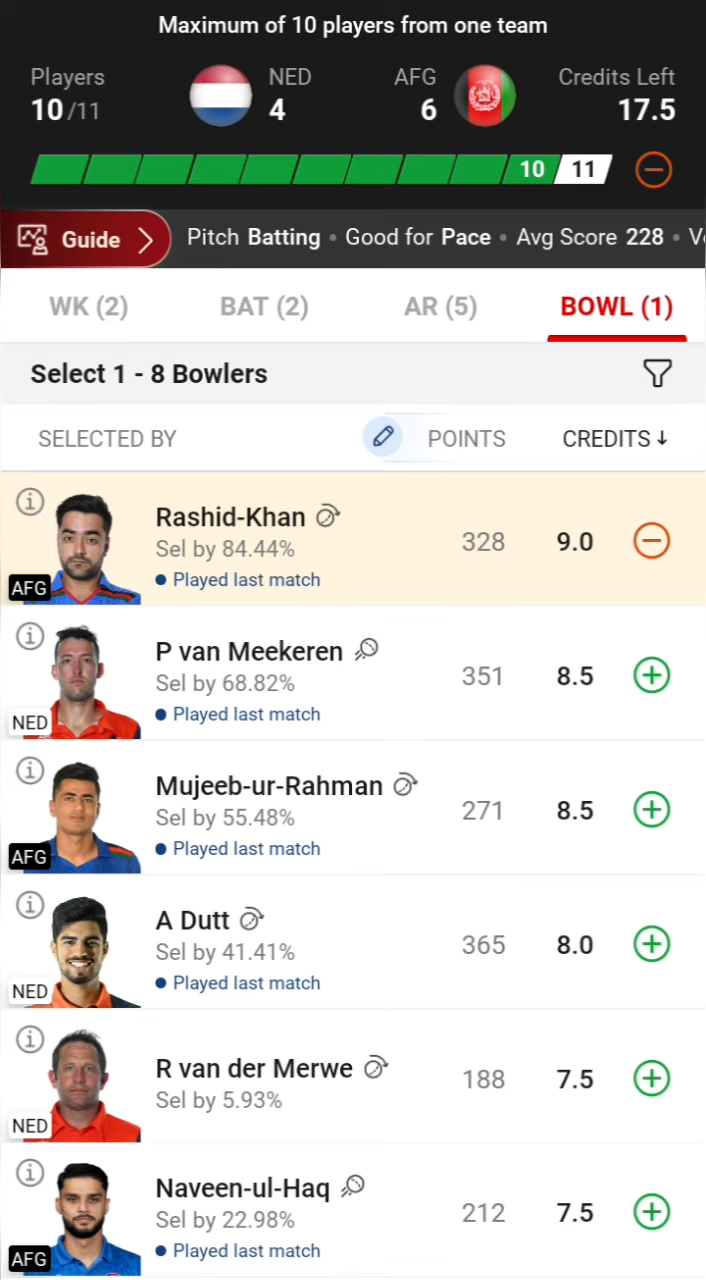 Maximum of 10 players from one team
Players NED AFG Credits Left
10/11 4 6 17.5
10 11
Guide Pitch Batting • Good for Pace • Avg Score 228 •
WK (2) BAT (2) AR (5) BOWL (1)
Select 1 - 8 Bowlers
SELECTED BY POINTS CREDITS ↓
Rashid-Khan
Sel by 84.44% 328 9.0
AFG • Played last match
P van Meekeren
Sel by 68.82% 351 8.5
NED • Played last match
Mujeeb-ur-Rahman
Sel by 55.48% 271 8.5
AFG • Played last match
A Dutt
Sel by 41.41% 365 8.0
NED • Played last match
R van der Merwe
Sel by 5.93% 188 7.5
NED
Naveen-ul-Haq
Sel by 22.98% 212 7.5
AFG • Played last match